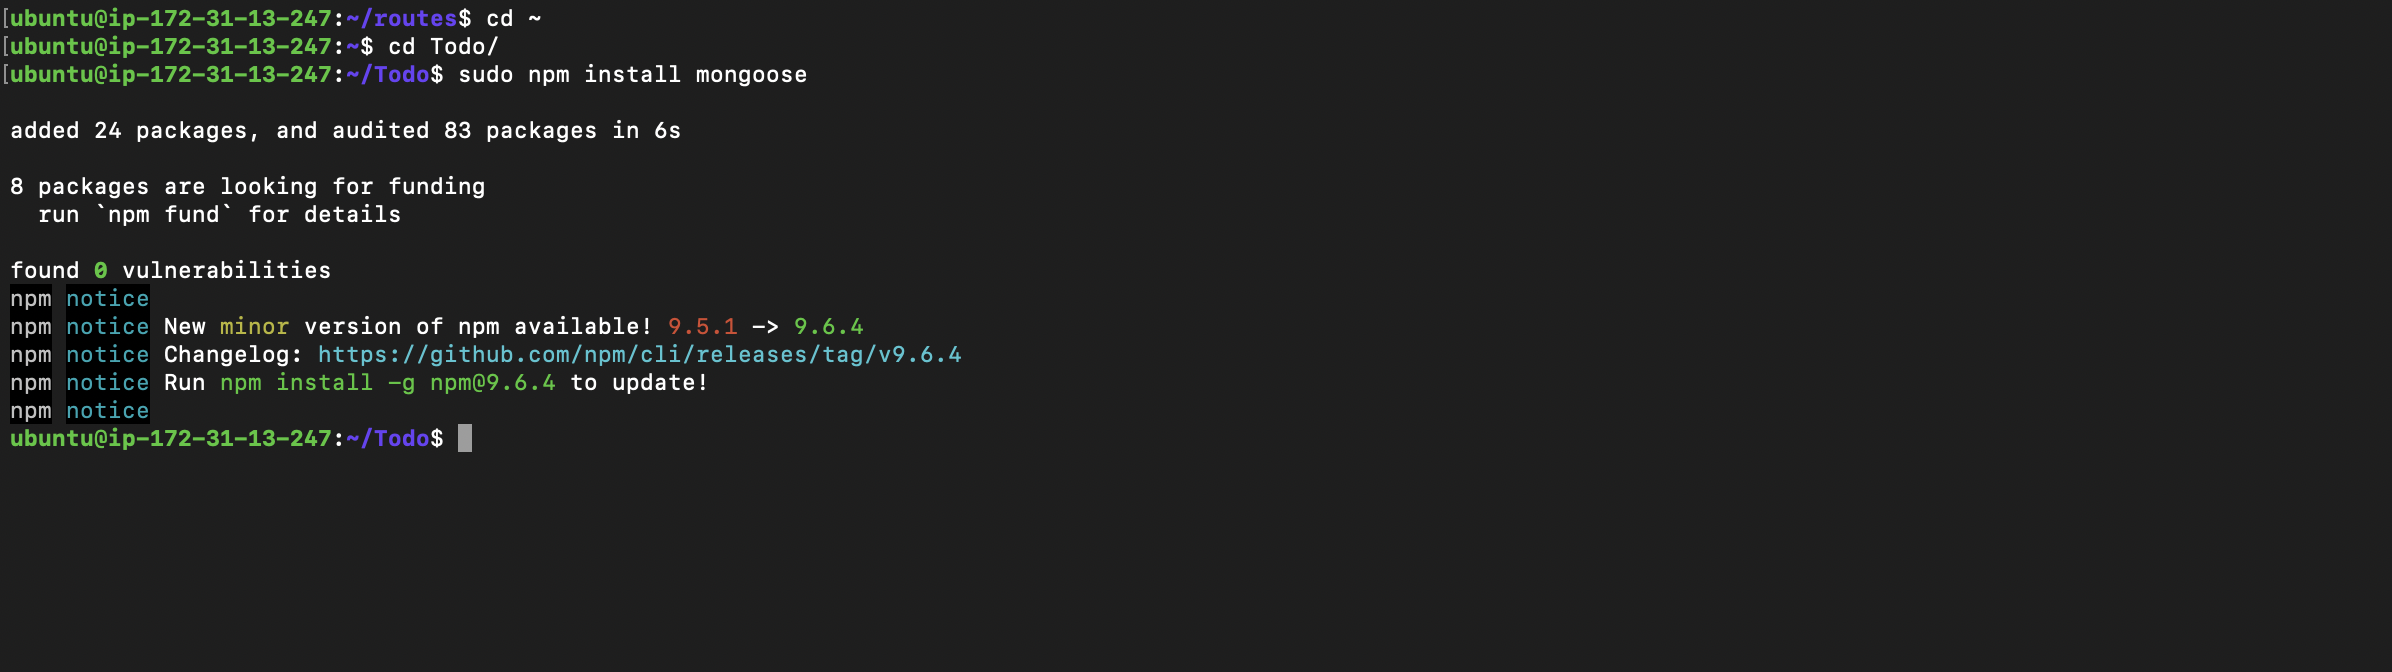 [ubuntu@ip-172-31-13-247:~/routes$ cd ~
[ubuntu@ip-172-31-13-247:~$ cd Todo/
[ubuntu@ip-172-31-13-247:~/Todo$ sudo npm install mongoose
added 24 packages, and audited 83 packages in 6s
8 packages are looking for funding
  run `npm fund` for details
found 0 vulnerabilities
npm notice
npm notice New minor version of npm available! 9.5.1 -> 9.6.4
npm notice Changelog: https://github.com/npm/cli/releases/tag/v9.6.4
npm notice Run npm install -g npm@9.6.4 to update!
npm notice
ubuntu@ip-172-31-13-247:~/Todo$